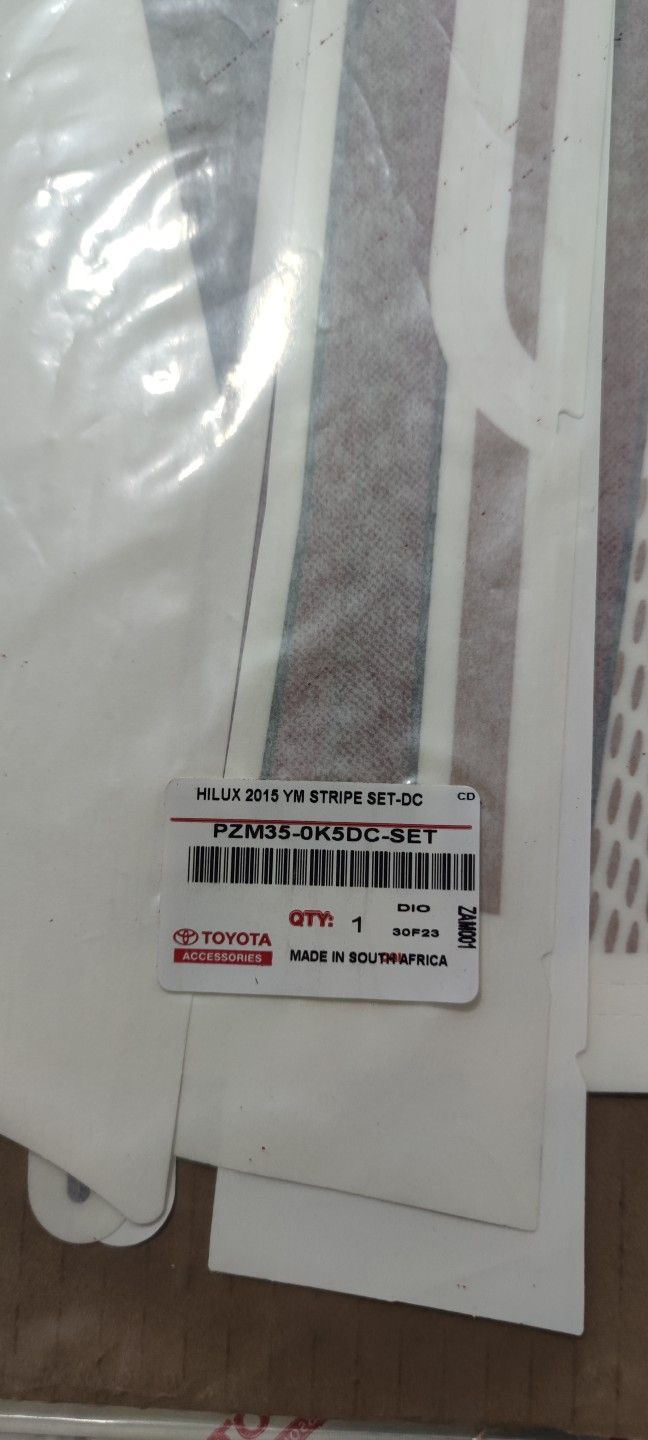 HILUX 2015 YM STRIPE SET-DC
CD
PZM35-0K5DC-SET
QTY: 1
DIO
30F23
ZAM001
TOYOTA
ACCESSORIES
MADE IN SOUTH AFRICA